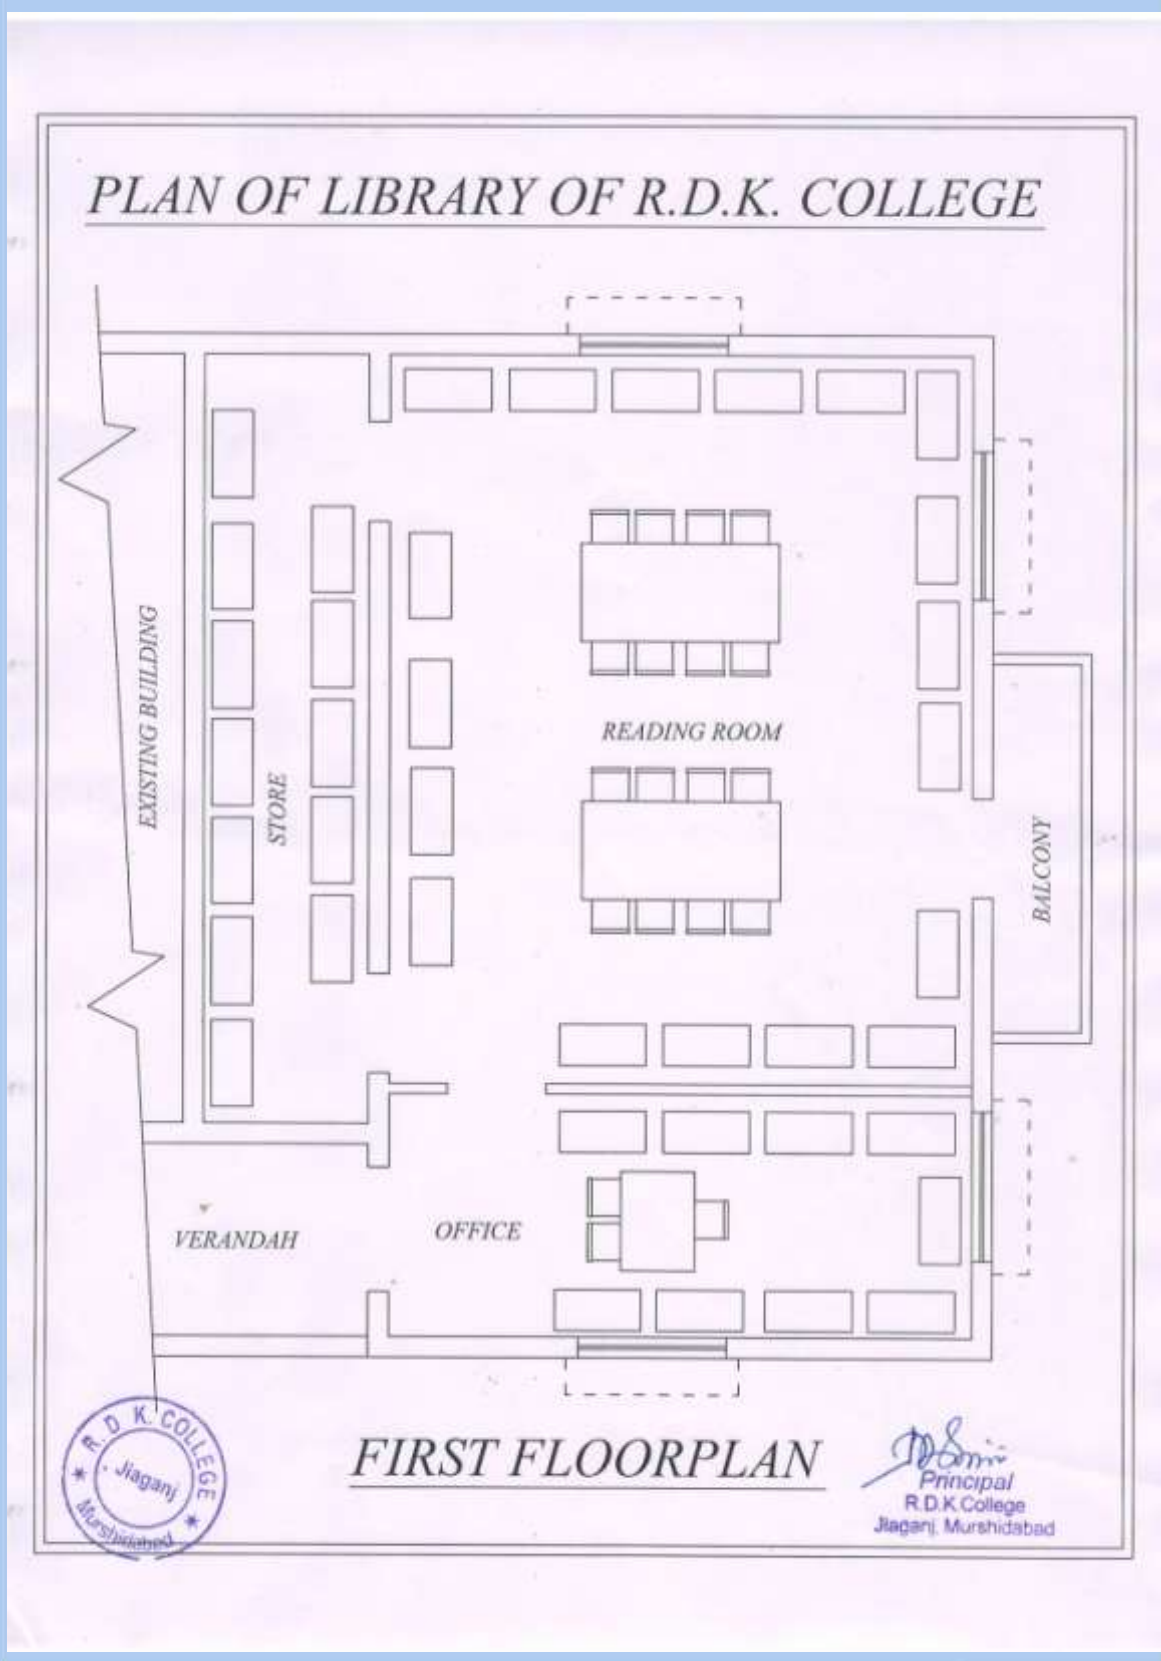 PLAN OF LIBRARY OF R.D.K. COLLEGE
EXISTING BUILDING
STORE
READING ROOM
BALCONY
VERANDAH
OFFICE
FIRST FLOORPLAN
R. D K. COLLEGE
Jiaganj
Murshidabad
Principal
R.D.K College
Jiaganj, Murshidabad